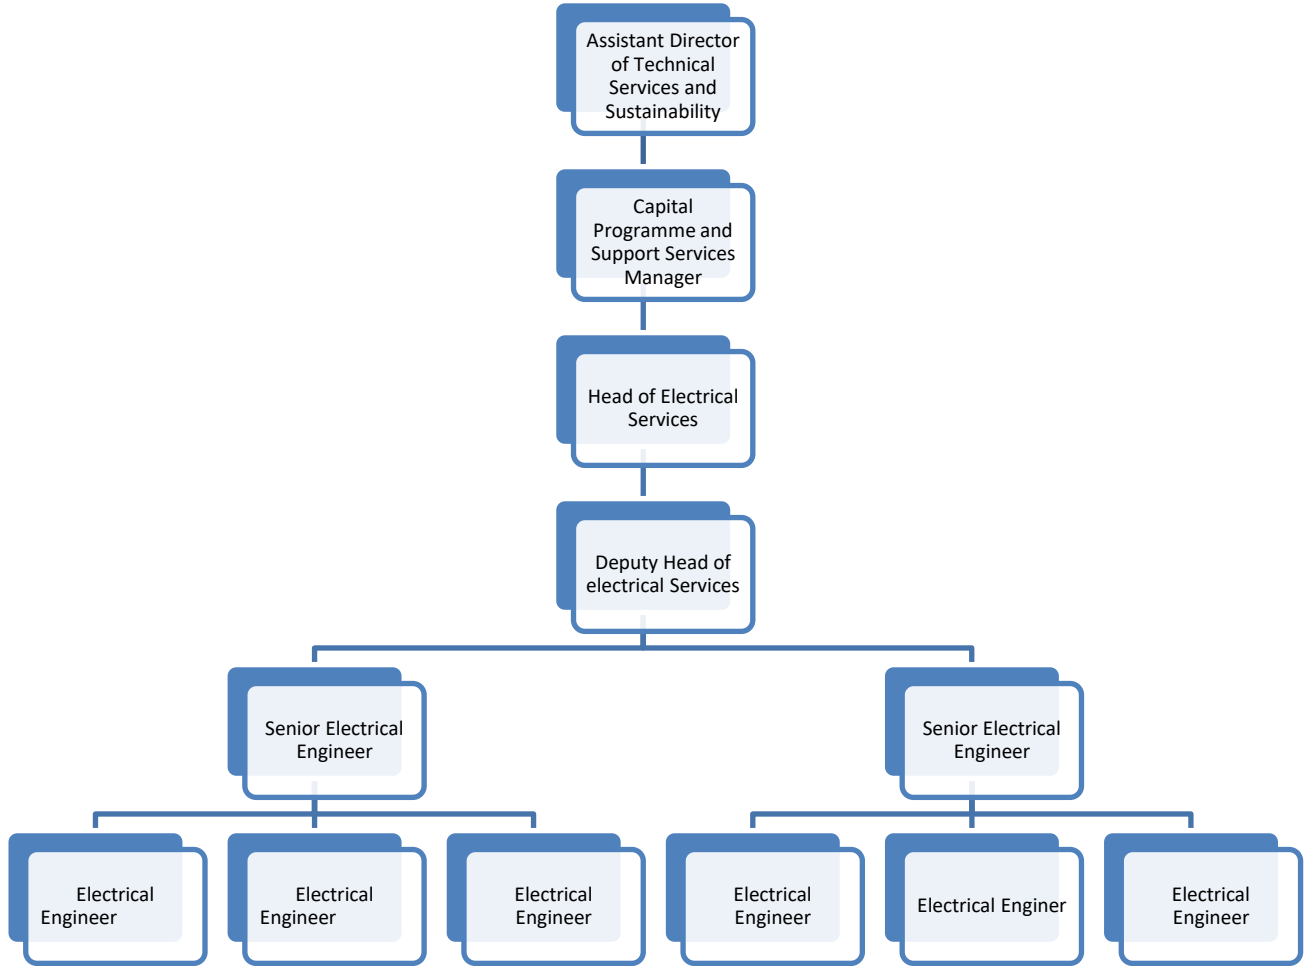 Assistant Director
of Technical
Services and
Sustainability
Capital
Programme and
Support Services
Manager
Head of Electrical
Services
Deputy Head of
electrical Services
Senior Electrical
Engineer
Senior Electrical
Engineer
Electrical
Engineer
Electrical
Engineer
Electrical
Engineer
Electrical
Engineer
Electrical Enginer
Electrical
Engineer